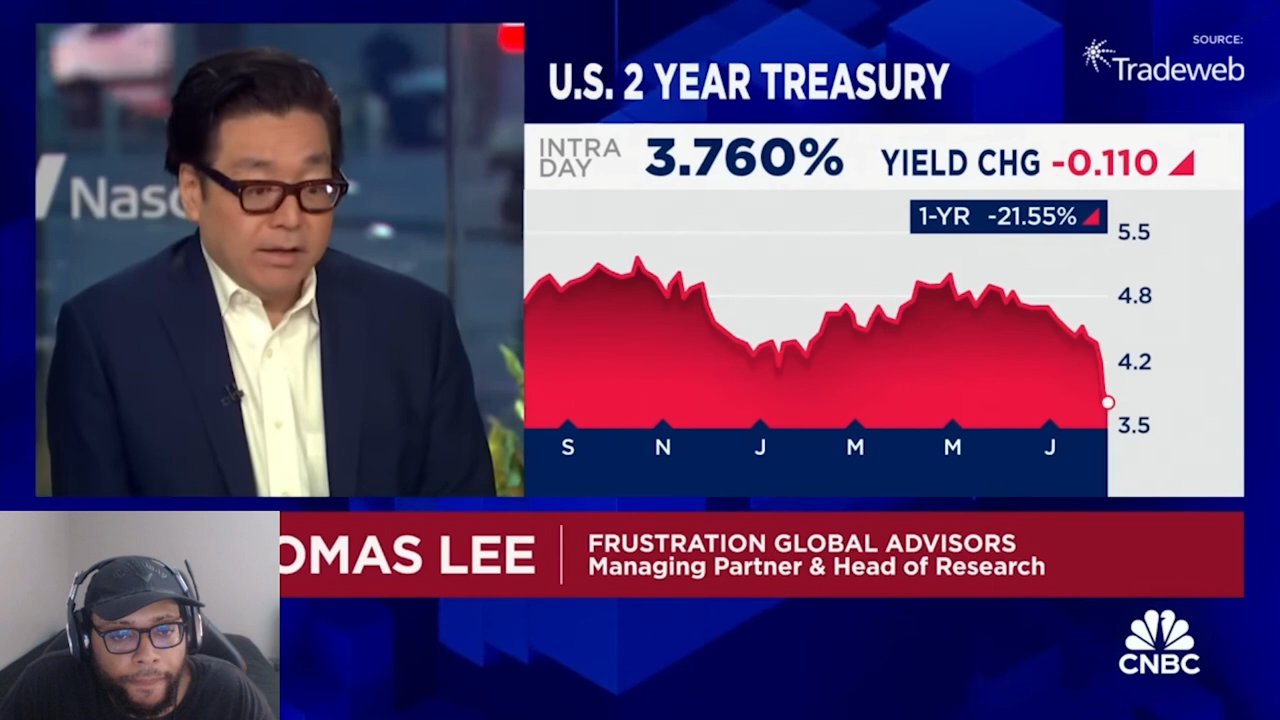 Nasd
U.S. 2 YEAR TREASURY
SOURCE:
Tradeweb
INTRA
DAY
3.760%
YIELD CHG -0.110
1-YR -21.55%
5.5
4.8
4.2
3.5
S N J M M J
OMAS LEE
FRUSTRATION GLOBAL ADVISORS
Managing Partner & Head of Research
CNBC